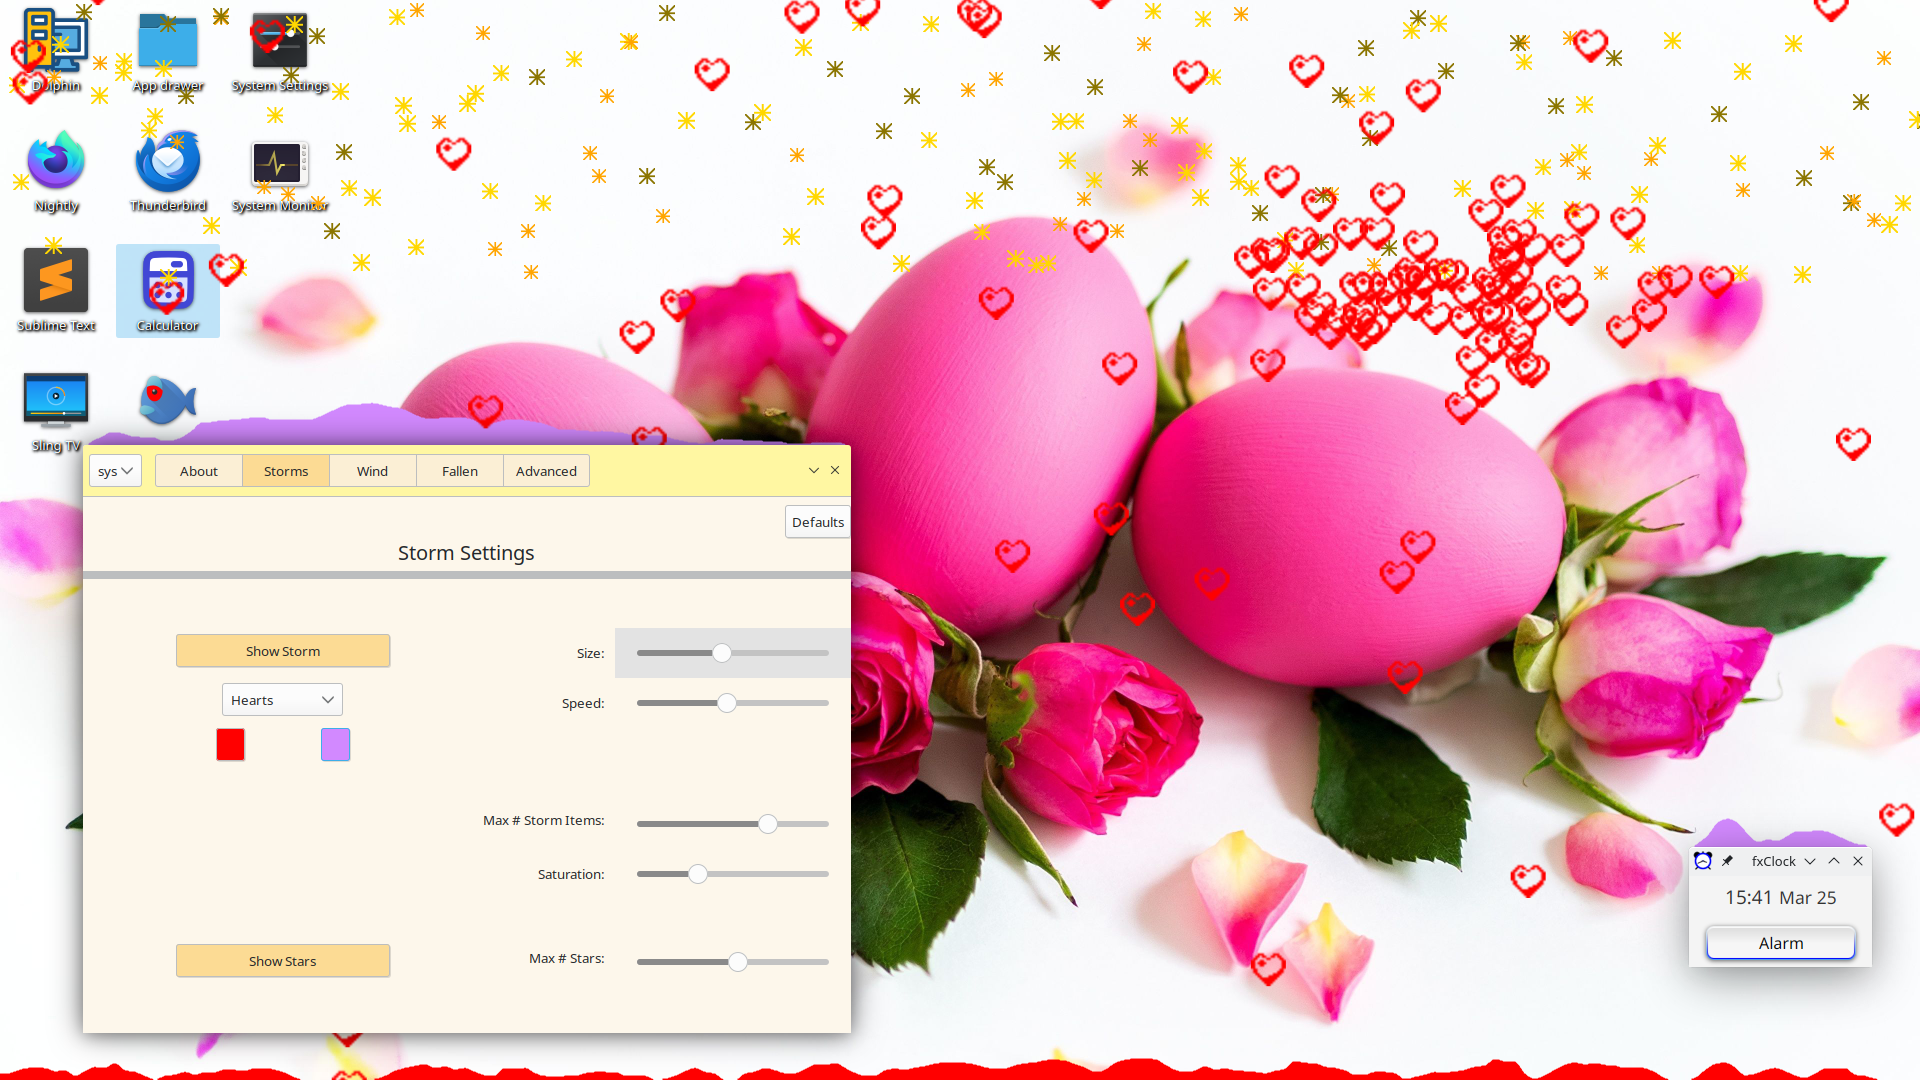 Dolphin
App drawer
System Settings
Nightly
Thunderbird
System Monitor
Sublime Text
Calculator
Sling TV
sys
About
Storms
Wind
Fallen
Advanced
Defaults
Storm Settings
Show Storm
Size:
Hearts
Speed:
Max # Storm Items:
Saturation:
Show Stars
Max # Stars:
fxClock
15:41 Mar 25
Alarm